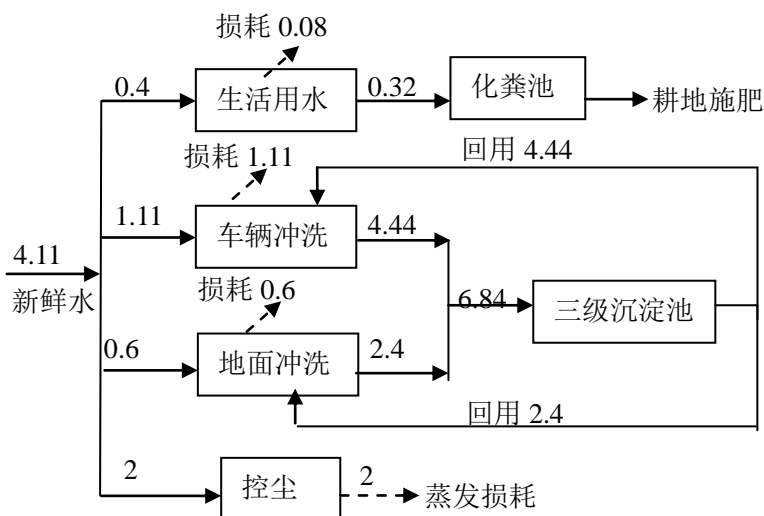 损耗 0.08
0.4
生活用水
0.32
化粪池
耕地施肥
损耗 1.11
回用 4.44
1.11
车辆冲洗
4.44
4.11
新鲜水
损耗 0.6
6.84
三级沉淀池
0.6
地面冲洗
2.4
回用 2.4
2
控尘
2
蒸发损耗